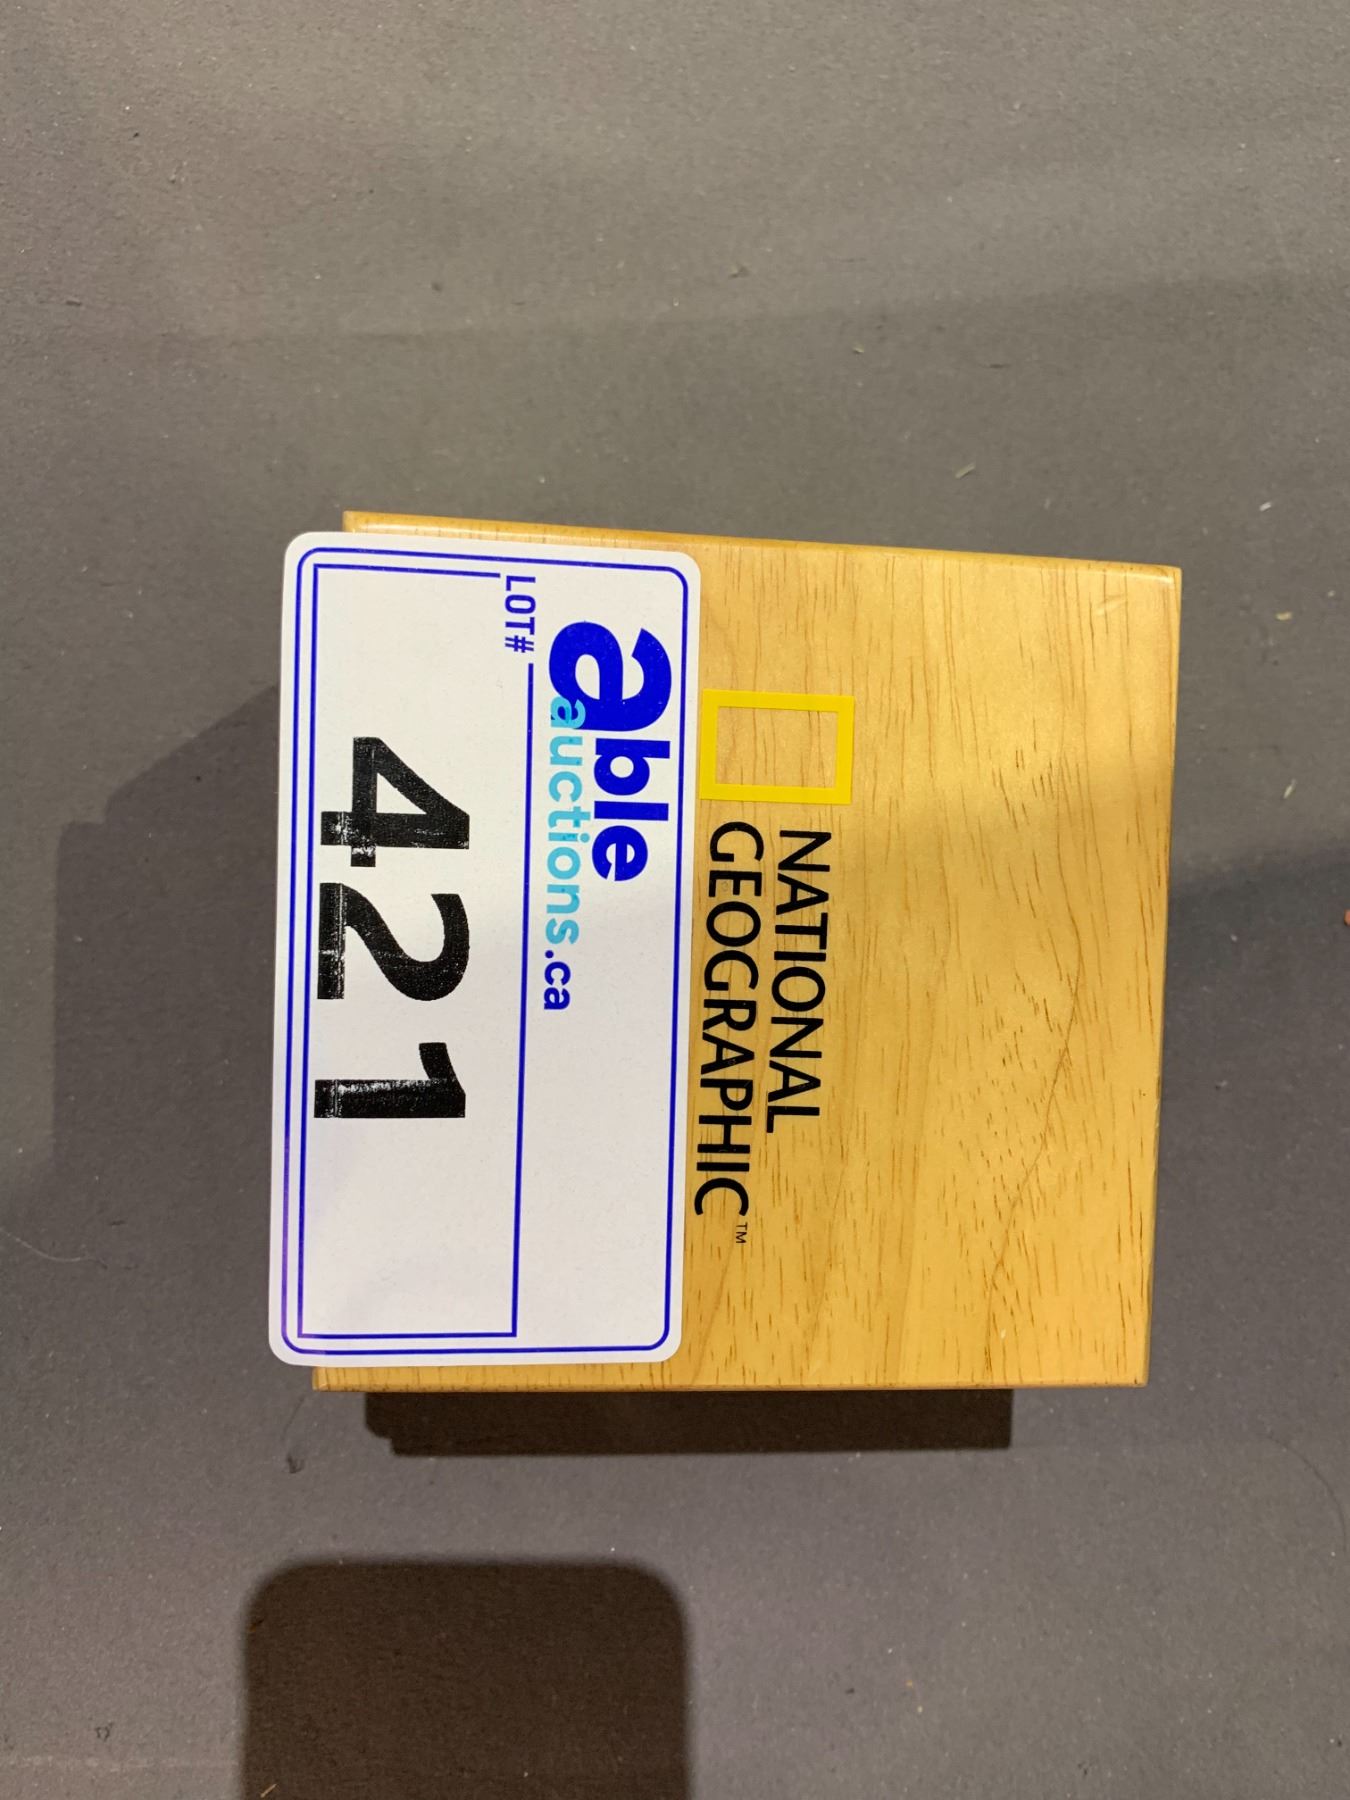 NATIONAL
GEOGRAPHIC™
able
auctions.ca
LOT#
421